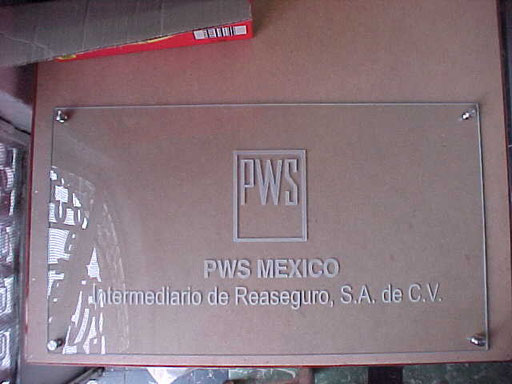 PWS
PWS MEXICO
Intermediario de Reaseguro, S.A. de C.V.